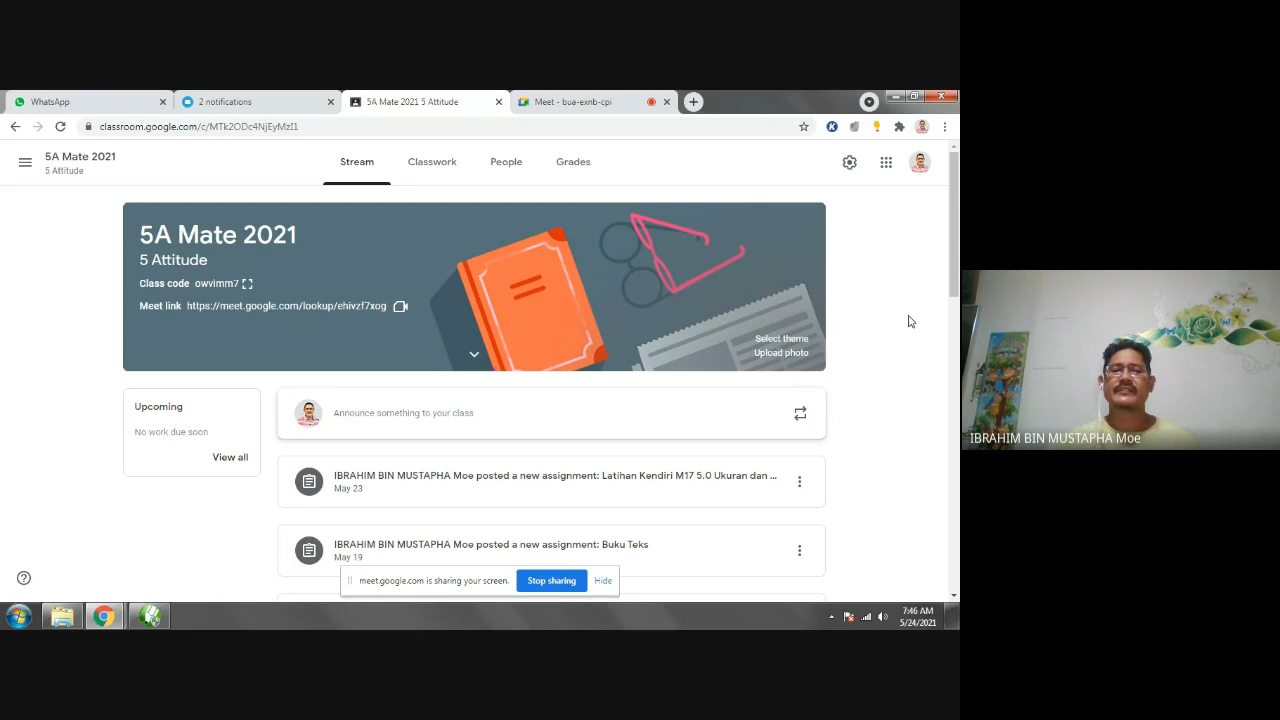 WhatsApp
2 notifications
5A Mate 2021 5 Attitude
Meet - bua-exnb-cpi
classroom.google.com/c/MTk2ODc4NjEyMzI1
5A Mate 2021
5 Attitude
Stream
Classwork
People
Grades
5A Mate 2021
5 Attitude
Class code owvimm7
Meet link https://meet.google.com/lookup/ehivzf7xog
Select theme
Upload photo
Upcoming
No work due soon
View all
Announce something to your class
IBRAHIM BIN MUSTAPHA Moe posted a new assignment: Latihan Kendiri M17 5.0 Ukuran dan ...
May 23
IBRAHIM BIN MUSTAPHA Moe posted a new assignment: Buku Teks
May 19
meet.google.com is sharing your screen.
Stop sharing
Hide
7:46 AM
5/24/2021
IBRAHIM BIN MUSTAPHA Moe